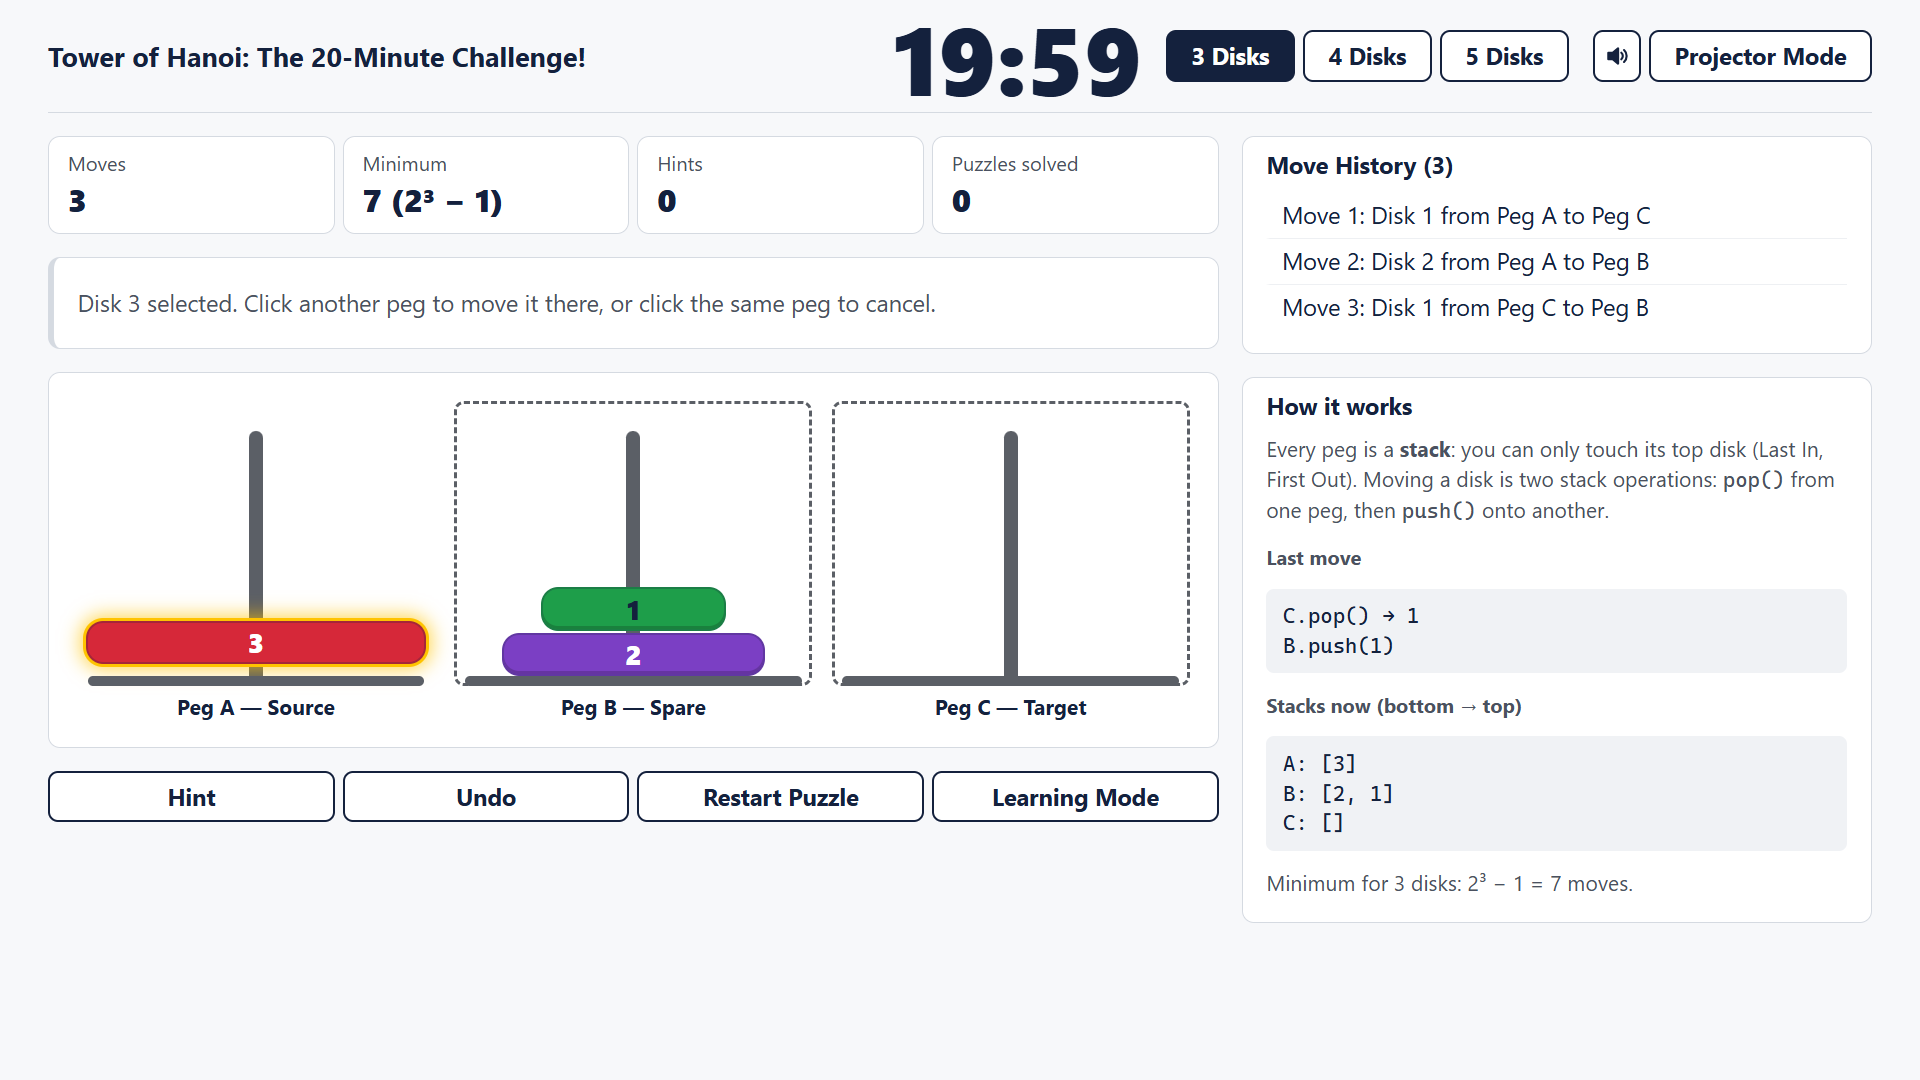 Tower of Hanoi: The 20-Minute Challenge!
19:59
3 Disks
4 Disks
5 Disks
Projector Mode
Moves
3
Minimum
7 (2³ − 1)
Hints
0
Puzzles solved
0
Disk 3 selected. Click another peg to move it there, or click the same peg to cancel.
3
1
2
Peg A — Source
Peg B — Spare
Peg C — Target
Hint
Undo
Restart Puzzle
Learning Mode
Move History (3)
Move 1: Disk 1 from Peg A to Peg C
Move 2: Disk 2 from Peg A to Peg B
Move 3: Disk 1 from Peg C to Peg B
How it works
Every peg is a stack: you can only touch its top disk (Last In,
First Out). Moving a disk is two stack operations: pop() from
one peg, then push() onto another.
Last move
C.pop() → 1
B.push(1)
Stacks now (bottom → top)
A: [3]
B: [2, 1]
C: []
Minimum for 3 disks: 2³ − 1 = 7 moves.